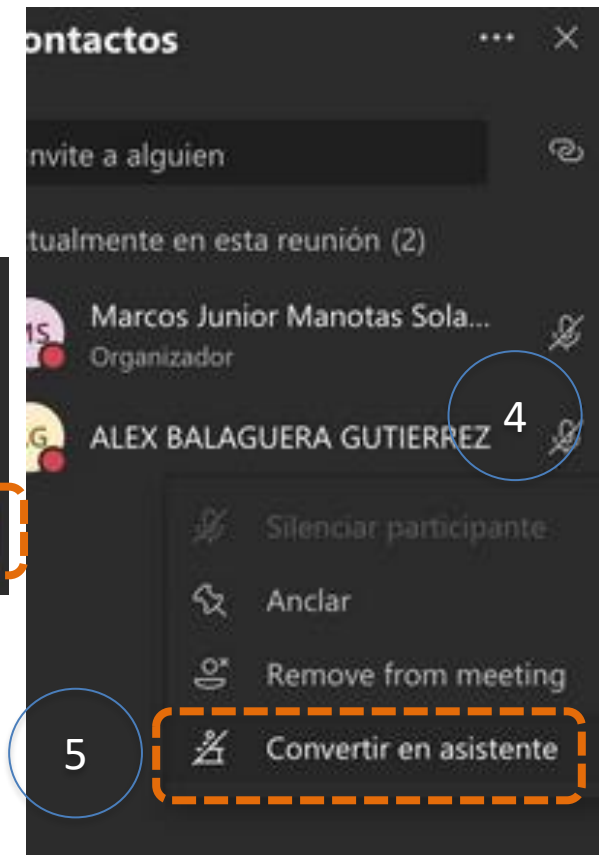 ontactos
nvite a alguien
tualmente en esta reunión (2)
MS
Marcos Junior Manotas Sola...
Organizador
G
ALEX BALAGUERA GUTIERREZ
4
Silenciar participante
Anclar
Remove from meeting
5
Convertir en asistente